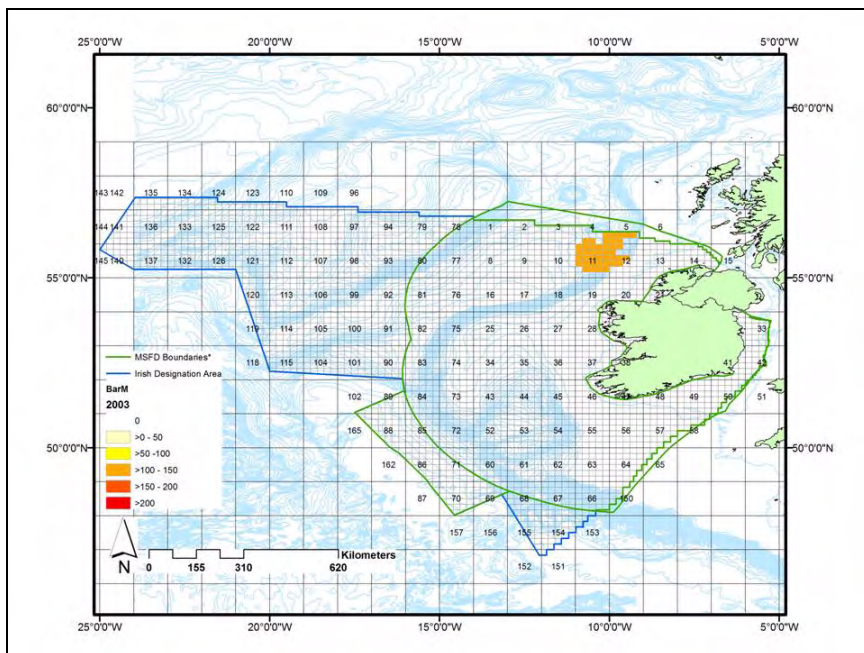 25°0'0"W 20°0'0"W 15°0'0"W 10°0'0"W 5°0'0"W
60°0'0"N 60°0'0"N
143 142 135 134 124 123 110 109 96
144 141 136 133 125 122 111 108 97 94 79 78 1 2 3 4 5 6
145 140 137 132 126 121 112 107 98 93 80 77 8 9 10 11 12 13 14 15
55°0'0"N 55°0'0"N
120 113 106 99 92 81 76 16 17 18 19 20
119 114 105 100 91 82 75 25 26 27 28 33
118 115 104 101 90 83 74 34 35 36 37 38 41 42
102 89 84 73 43 44 45 46 47 48 49 50 51
165 88 85 72 52 53 54 55 56 57 58
50°0'0"N 50°0'0"N
162 86 71 60 61 62 63 64 65
87 70 69 68 67 66
157 156 155 154 153
152 151
MSFD Boundaries*
Irish Designation Area
BarM
2003
0
>0 - 50
>50 -100
>100 - 150
>150 - 200
>200
N
Kilometers
0 155 310 620
25°0'0"W 20°0'0"W 15°0'0"W 10°0'0"W 5°0'0"W